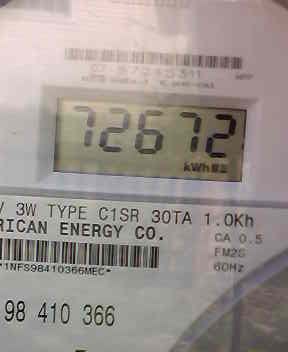 72672
kWh
V 3W TYPE C1SR 30TA 1.0Kh
RICAN ENERGY CO.
CA 0.5
FM2S
60Hz
*1NFS98410366MEC*
98 410 366